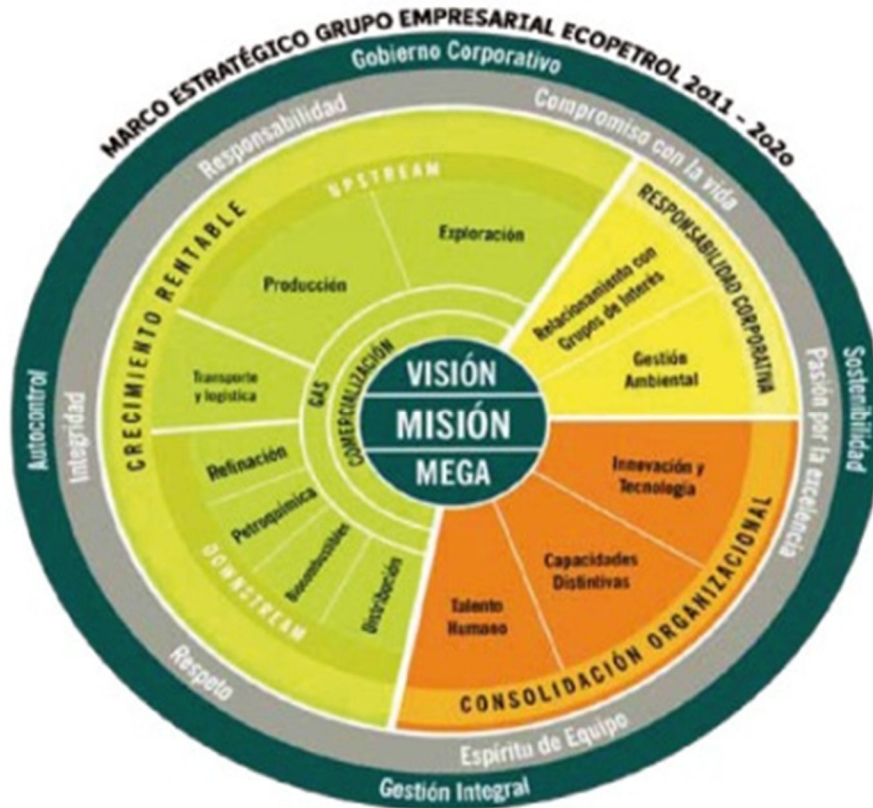 MARCO ESTRATÉGICO GRUPO EMPRESARIAL ECOPETROL 2011 - 2020
Gobierno Corporativo
Responsabilidad
Compromiso con la vida
UPSTREAM
Exploración
Producción
CRECIMIENTO RENTABLE
RESPONSABILIDAD CORPORATIVA
Relacionamiento con
Grupos de Interés
Gestión
Ambiental
Transporte
y logística
GAS
COMERCIALIZACIÓN
VISIÓN
MISIÓN
MEGA
Autocontrol
Integridad
Sostenibilidad
Pasión por la excelencia
Refinación
Petroquímica
Biocombustibles
Distribución
DOWNSTREAM
Innovación y
Tecnología
Capacidades
Distintivas
Talento
Humano
CONSOLIDACIÓN ORGANIZACIONAL
Respeto
Espíritu de Equipo
Gestión Integral